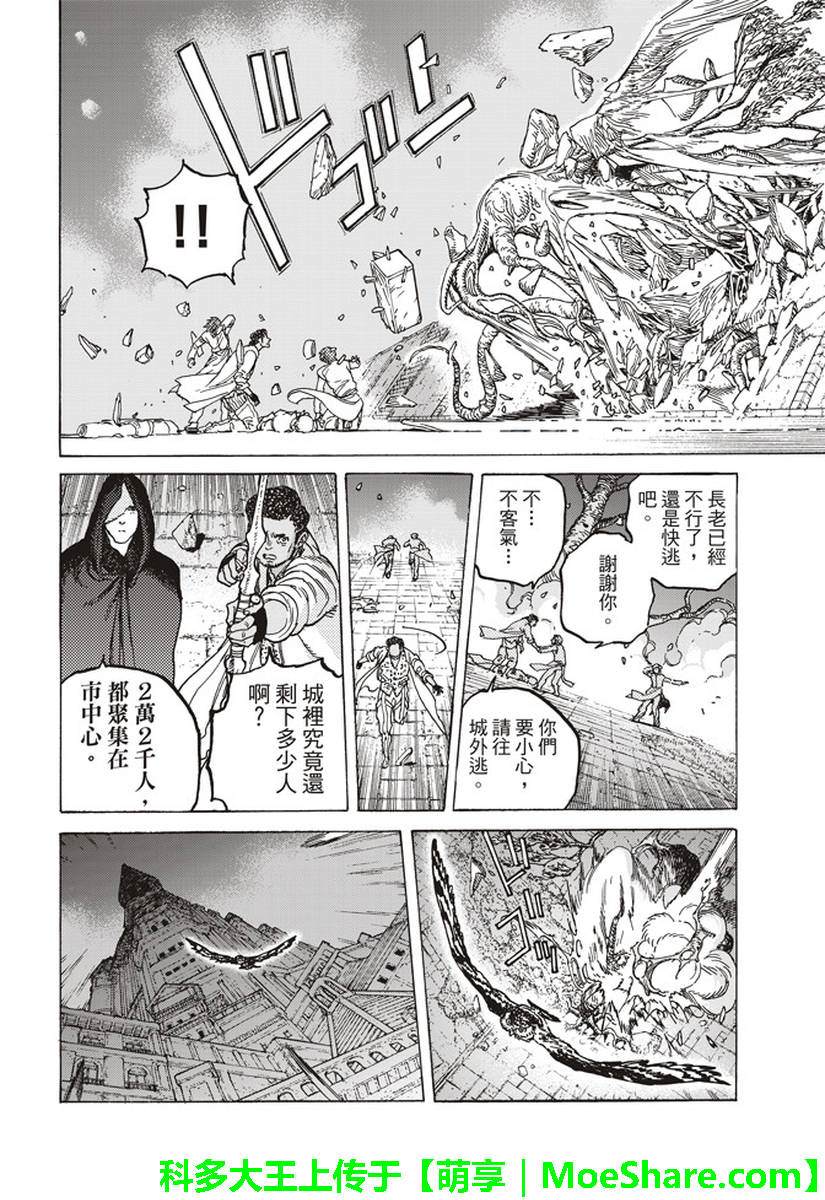 ドドドッ
!!
長老已經
不行了，
還是快逃
吧。
謝謝你。
不…
不客氣…
你們
要小心，
請往
城外逃。
城裡究竟還
剩下多少人
啊？
2萬2千人，
都聚集在
市中心。
科多大王上传于【萌享 | MoeShare.com】